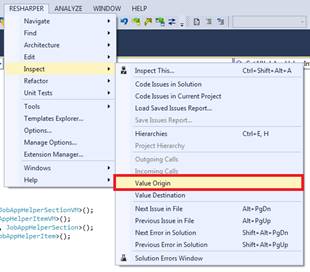 RESHARPER ANALYZE WINDOW HELP
Navigate
Find
Architecture
Edit
Inspect
Refactor
Unit Tests
Tools
Templates Explorer...
Options...
Manage Options...
Extension Manager...
Windows
Help
Inspect This... Ctrl+Shift+Alt+A
Code Issues in Solution
Code Issues in Current Project
Load Saved Issues Report...
Save Issues Report...
Hierarchies Ctrl+E, H
Project Hierarchy
Outgoing Calls
Incoming Calls
Value Origin
Value Destination
Next Issue in File Alt+PgDn
Previous Issue in File Alt+PgUp
Next Error in Solution Shift+Alt+PgDn
Previous Error in Solution Shift+Alt+PgUp
Solution Errors Window
JobAppHelperSectionVM>();
AppHelperItemVM>();
, JobAppHelperSection>();
obAppHelperItem>();